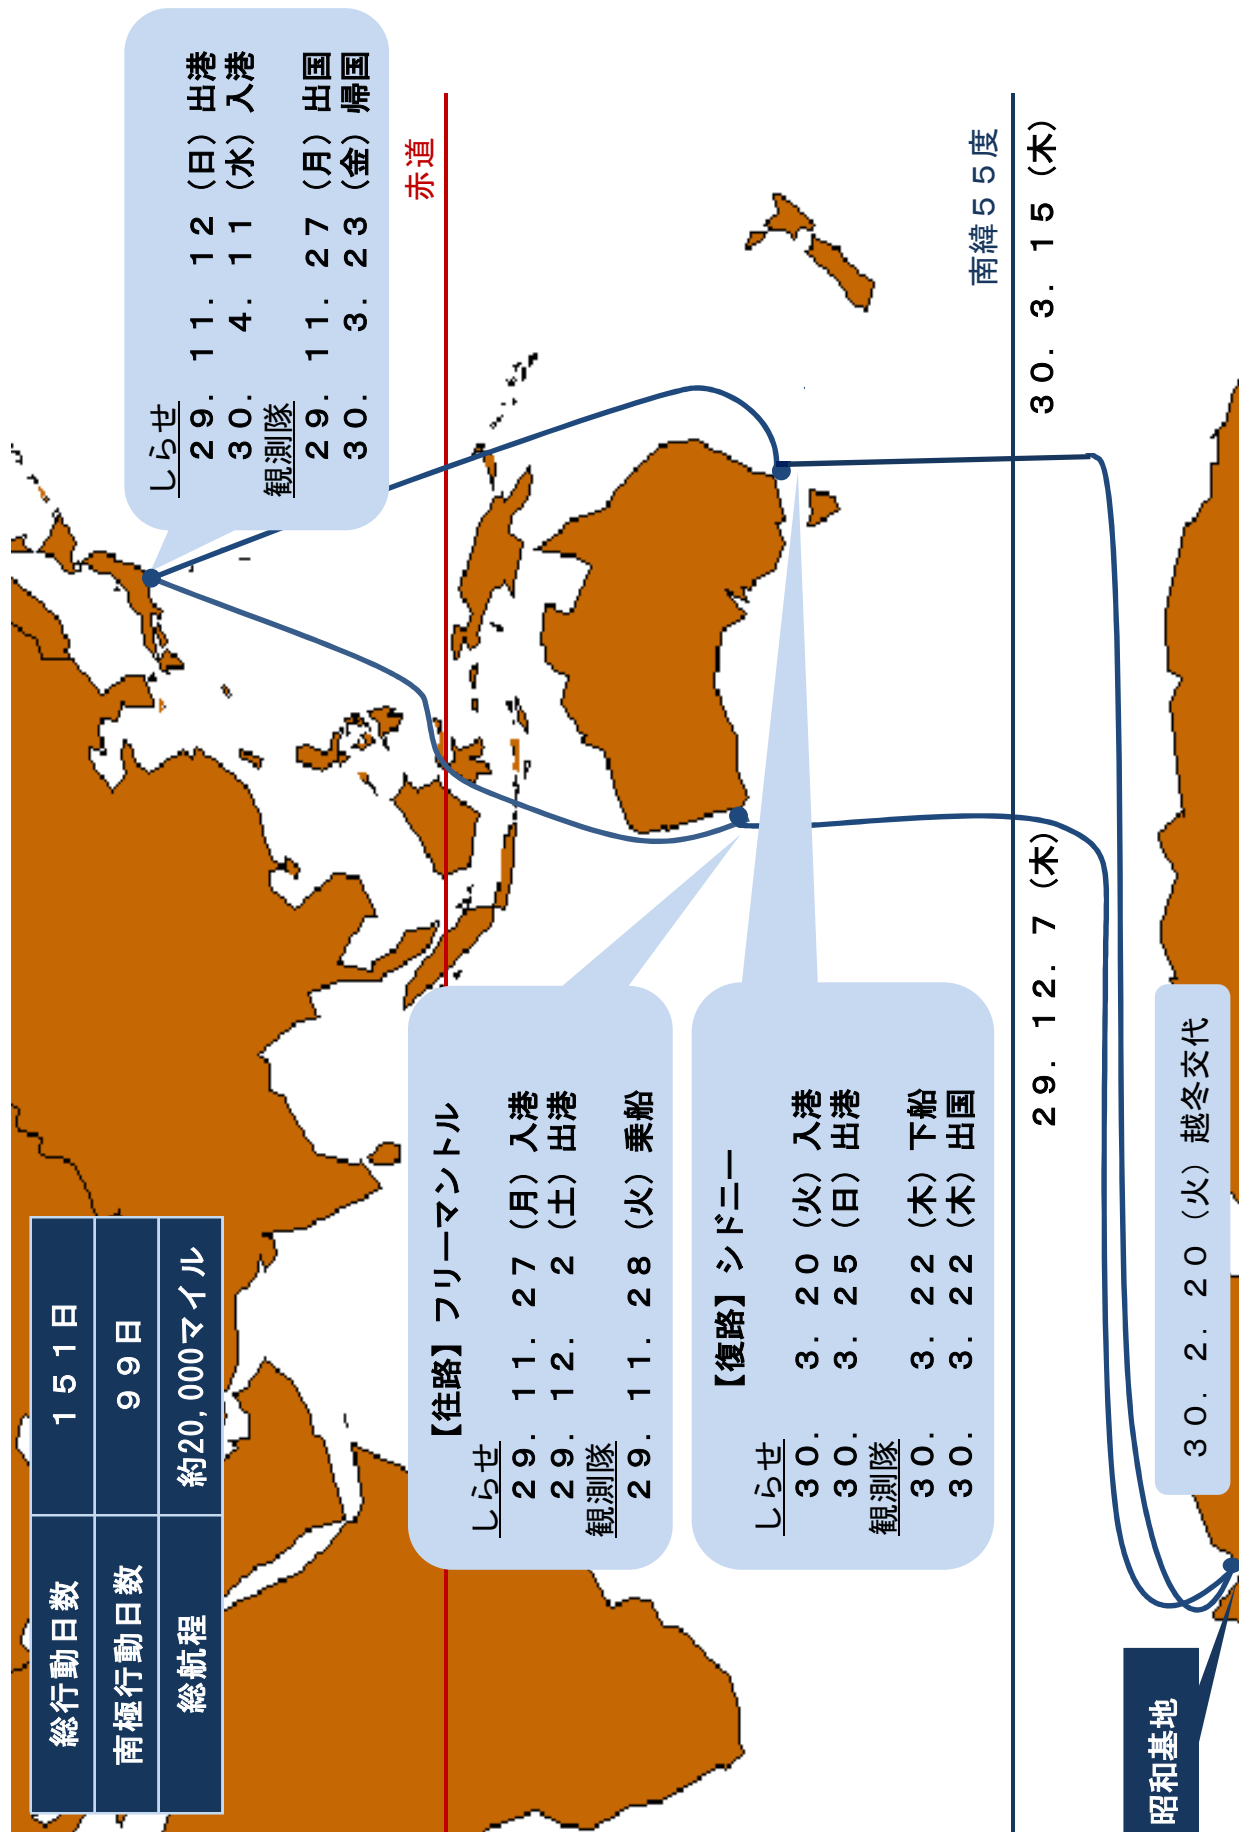 総行動日数 １５１日
南極行動日数 ９９日
総航程 約20,000マイル
しらせ
２９．１１．１２（日）出港
３０．　４．１１（水）入港
観測隊
２９．１１．２７（月）出国
３０．　３．２３（金）帰国
赤道
【往路】フリーマントル
しらせ
２９．１１．２７（月）入港
２９．１２．　２（土）出港
観測隊
２９．１１．２８（火）乗船
【復路】シドニー
しらせ
３０．　３．２０（火）入港
３０．　３．２５（日）出港
観測隊
３０．　３．２２（木）下船
３０．　３．２２（木）出国
南緯５５度
２９．１２．７（木）
３０．３．１５（木）
３０．２．２０（火）越冬交代
昭和基地